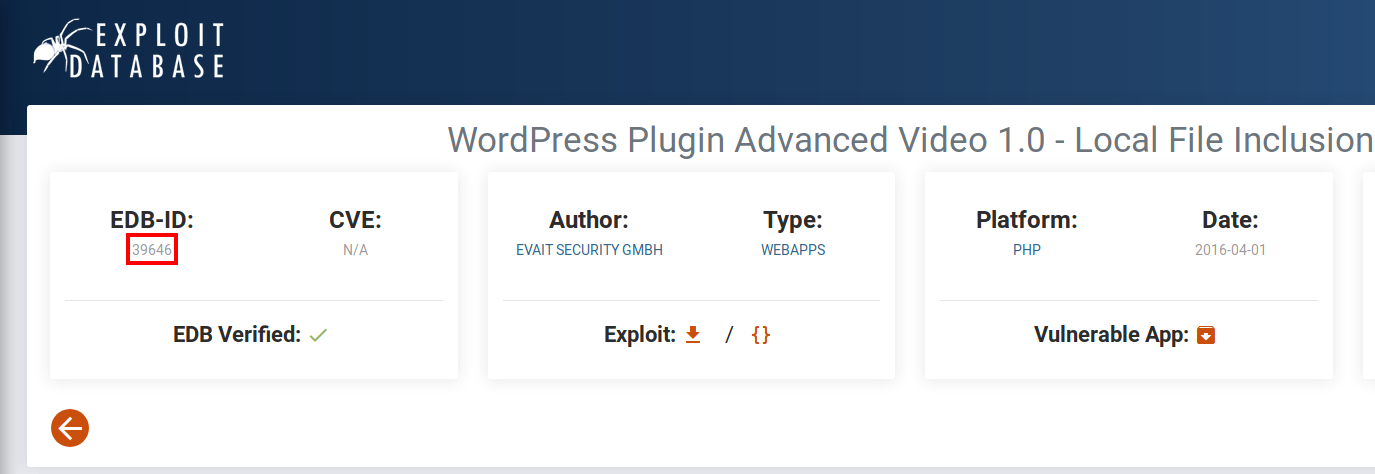 EXPLOIT
DATABASE
WordPress Plugin Advanced Video 1.0 - Local File Inclusion
EDB-ID:
39646
CVE:
N/A
Author:
EVAIT SECURITY GMBH
Type:
WEBAPPS
Platform:
PHP
Date:
2016-04-01
EDB Verified:
Exploit: / {}
Vulnerable App: